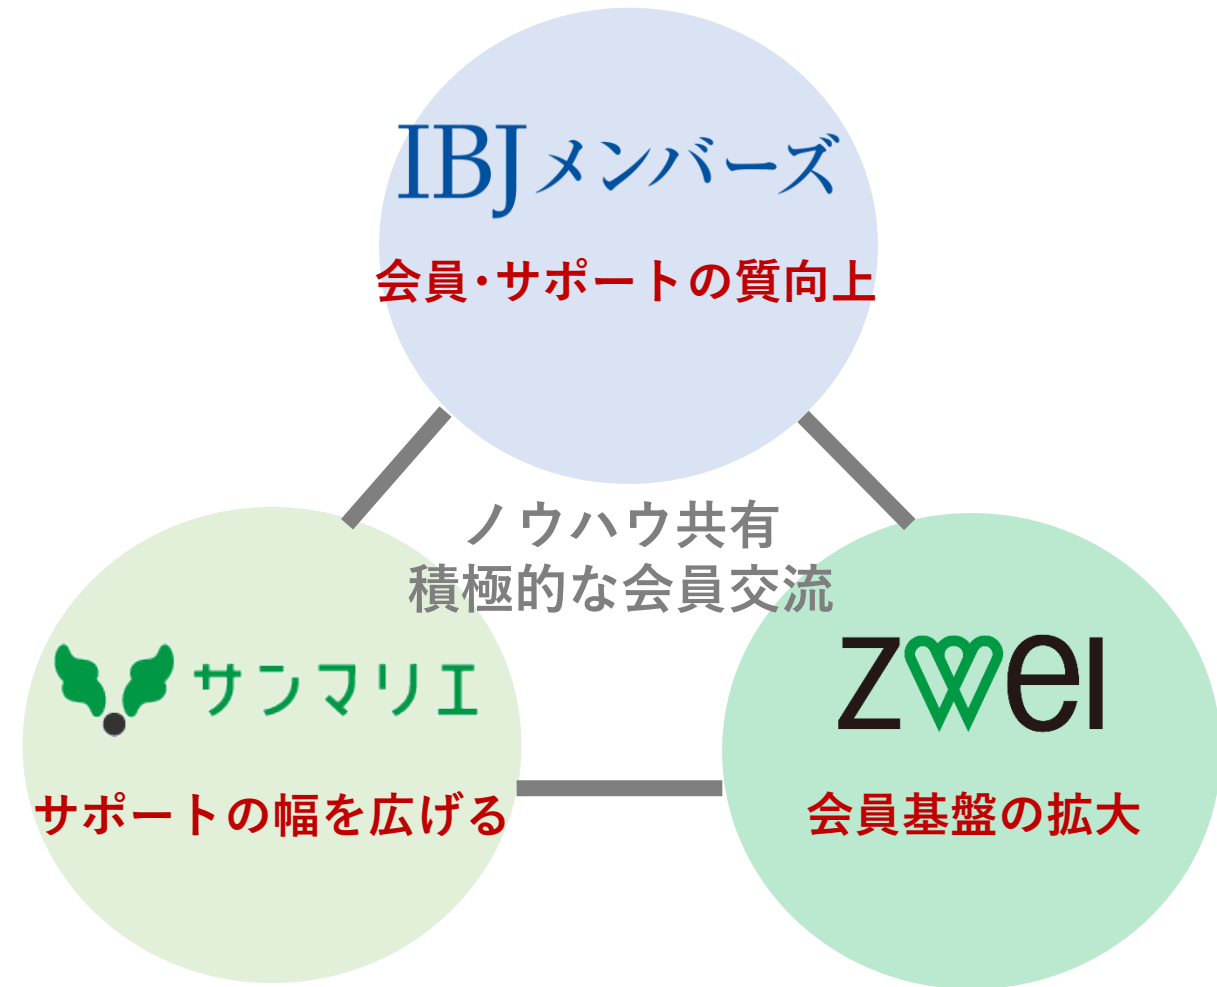 IBJメンバーズ
会員･サポートの質向上
ノウハウ共有
積極的な会員交流
サンマリエ
サポートの幅を広げる
zwei
会員基盤の拡大